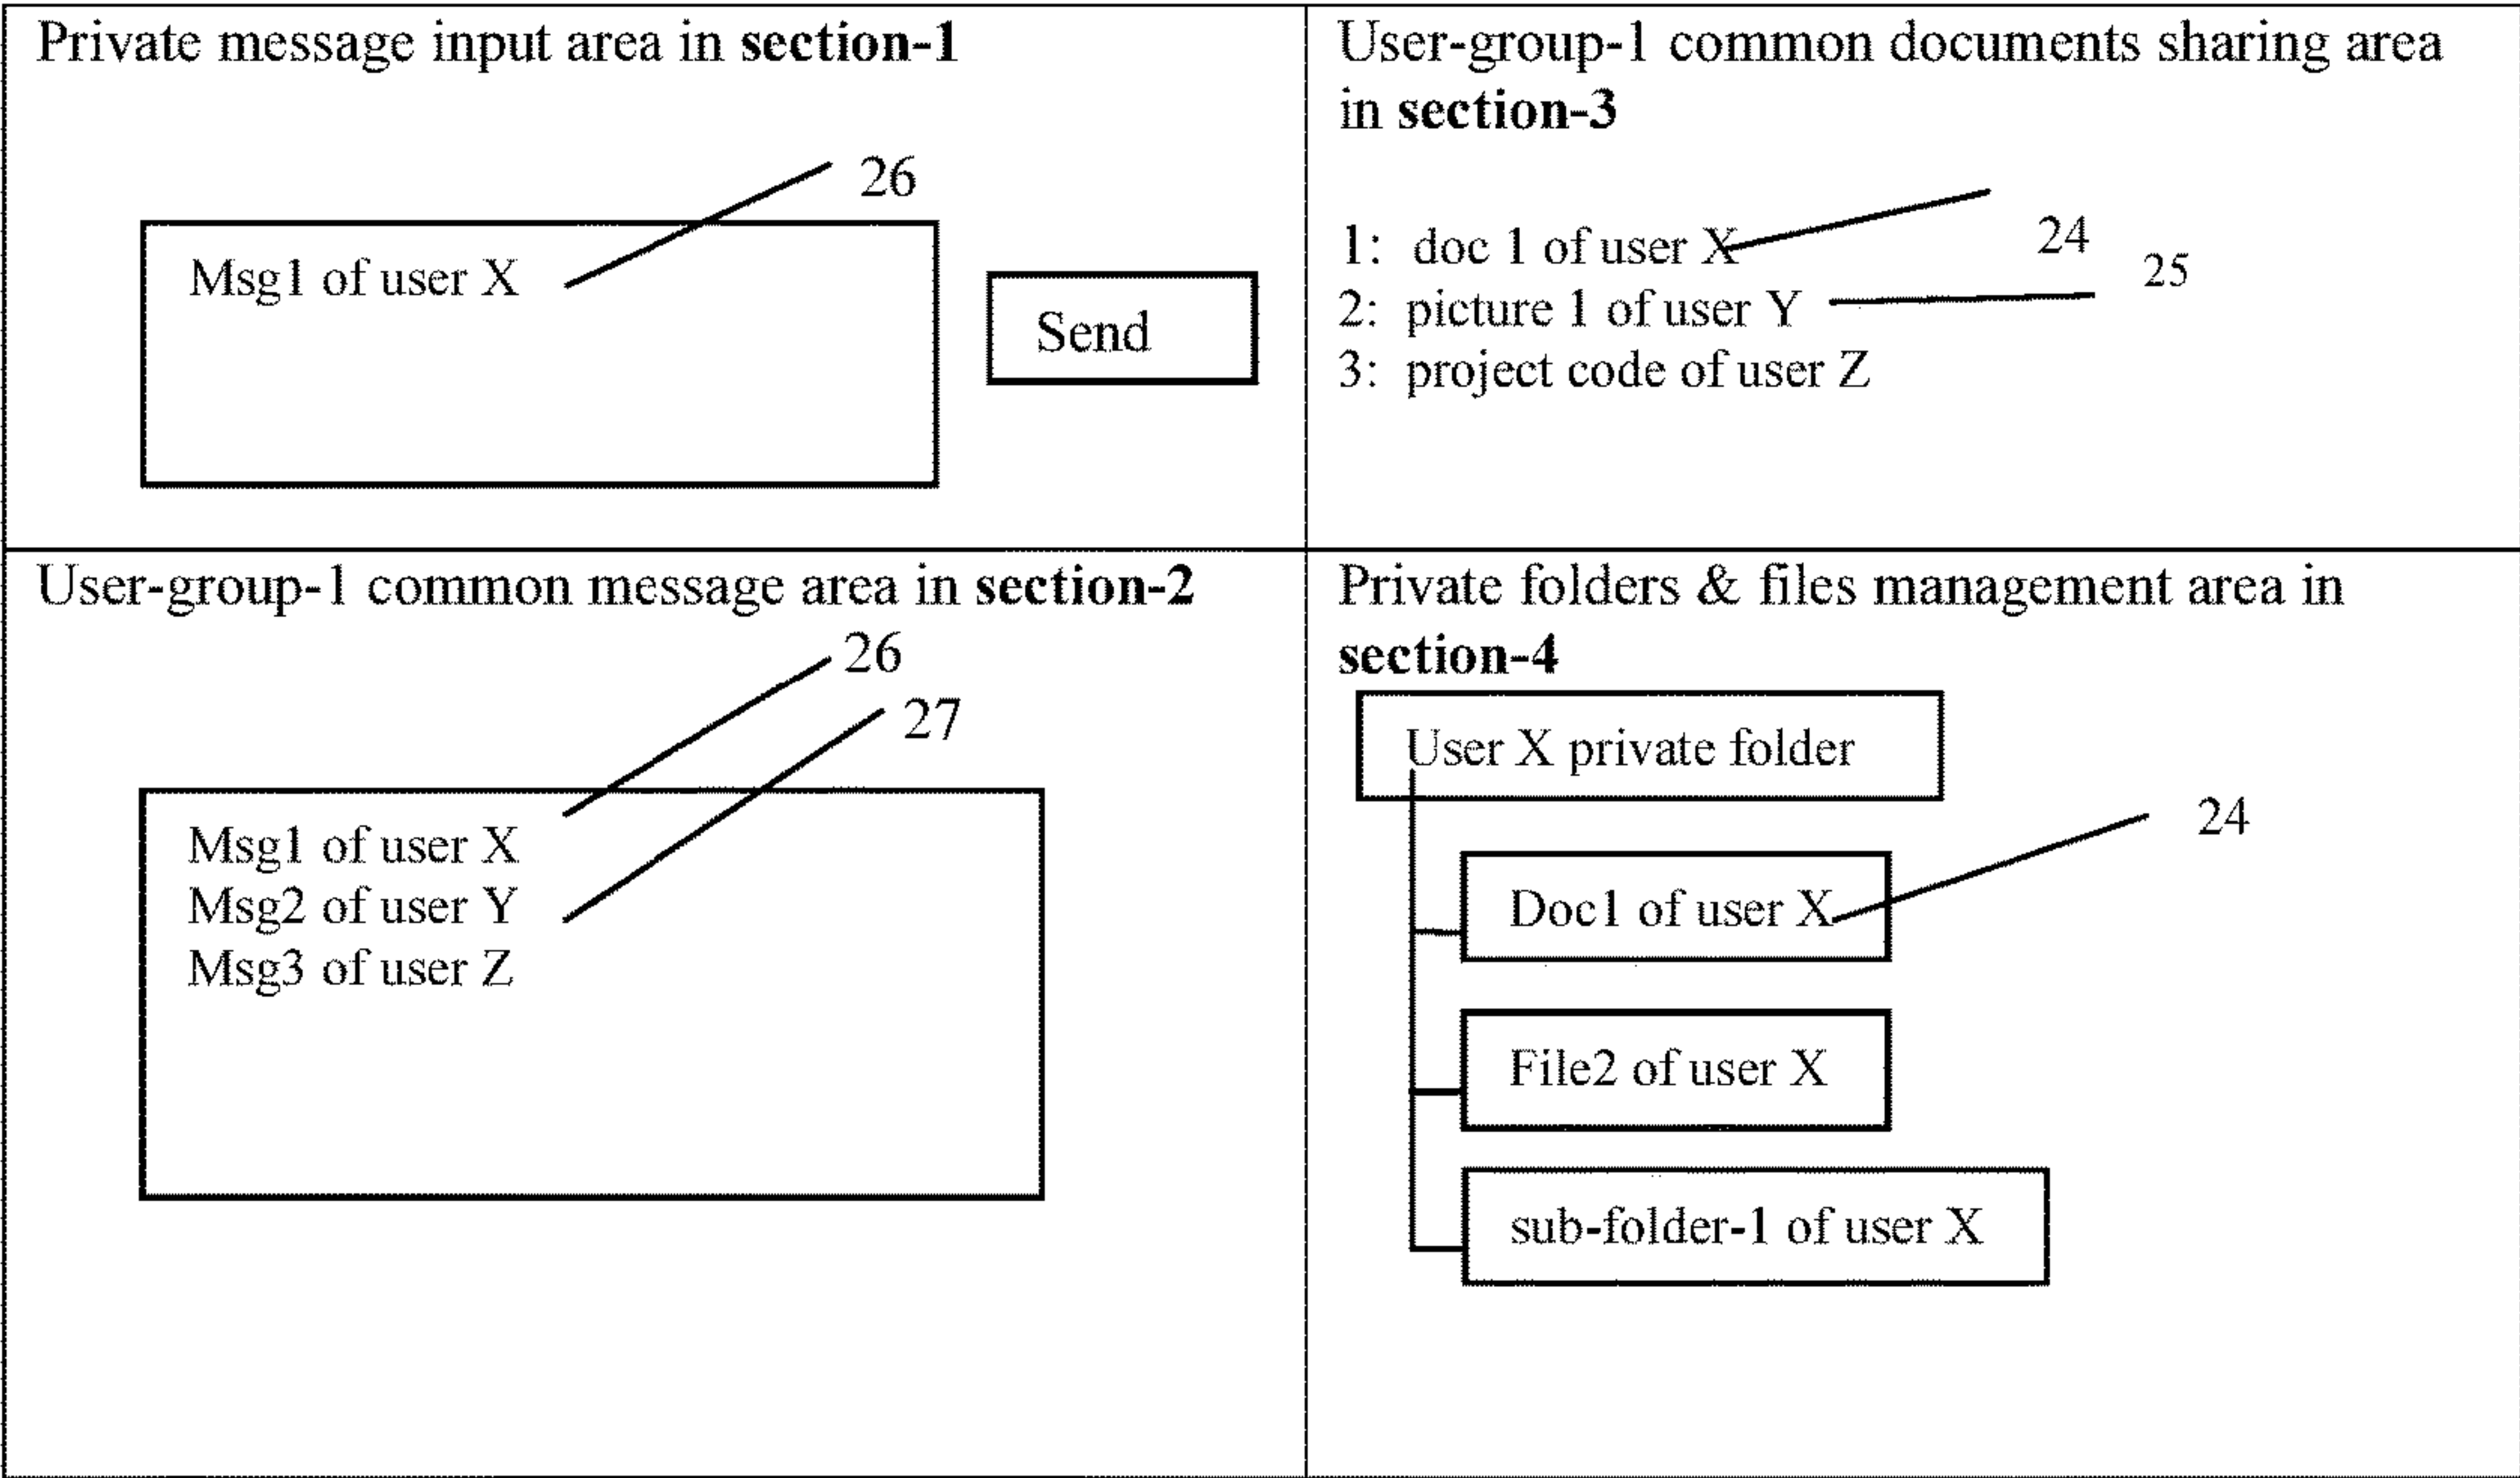 Private message input area in section-1
26
Msg1 of user X
Send
User-group-1 common documents sharing area
in section-3
24
1: doc 1 of user X
25
2: picture 1 of user Y
3: project code of user Z
User-group-1 common message area in section-2
26
27
Msg1 of user X
Msg2 of user Y
Msg3 of user Z
Private folders & files management area in
section-4
User X private folder
24
Doc1 of user X
File2 of user X
sub-folder-1 of user X